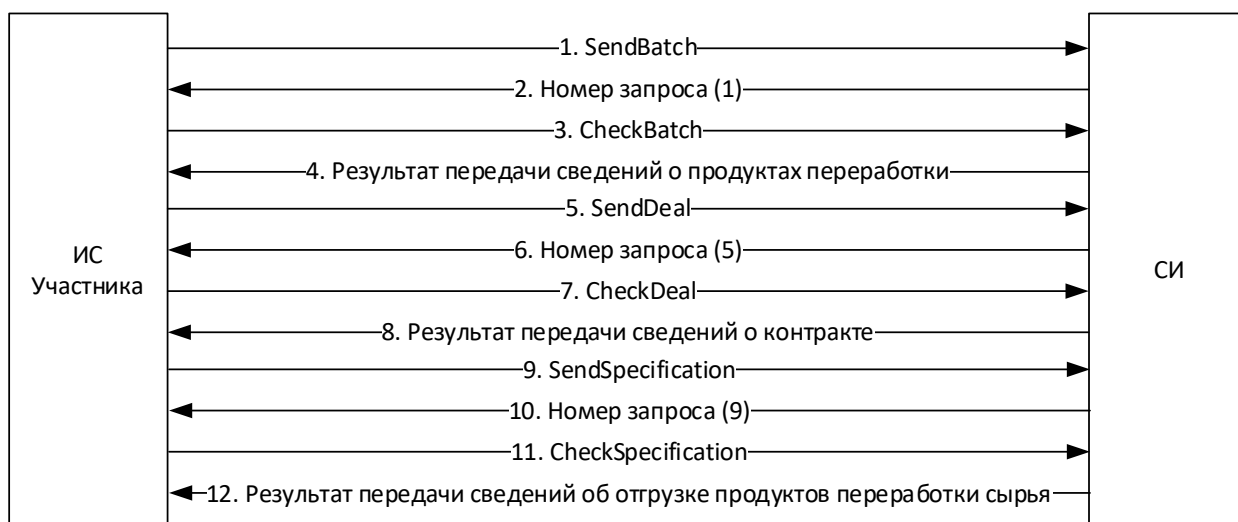 1. SendBatch
2. Номер запроса (1)
3. CheckBatch
4. Результат передачи сведений о продуктах переработки
5. SendDeal
6. Номер запроса (5)
7. CheckDeal
8. Результат передачи сведений о контракте
9. SendSpecification
10. Номер запроса (9)
11. CheckSpecification
12. Результат передачи сведений об отгрузке продуктов переработки сырья
ИС
Участника
СИ